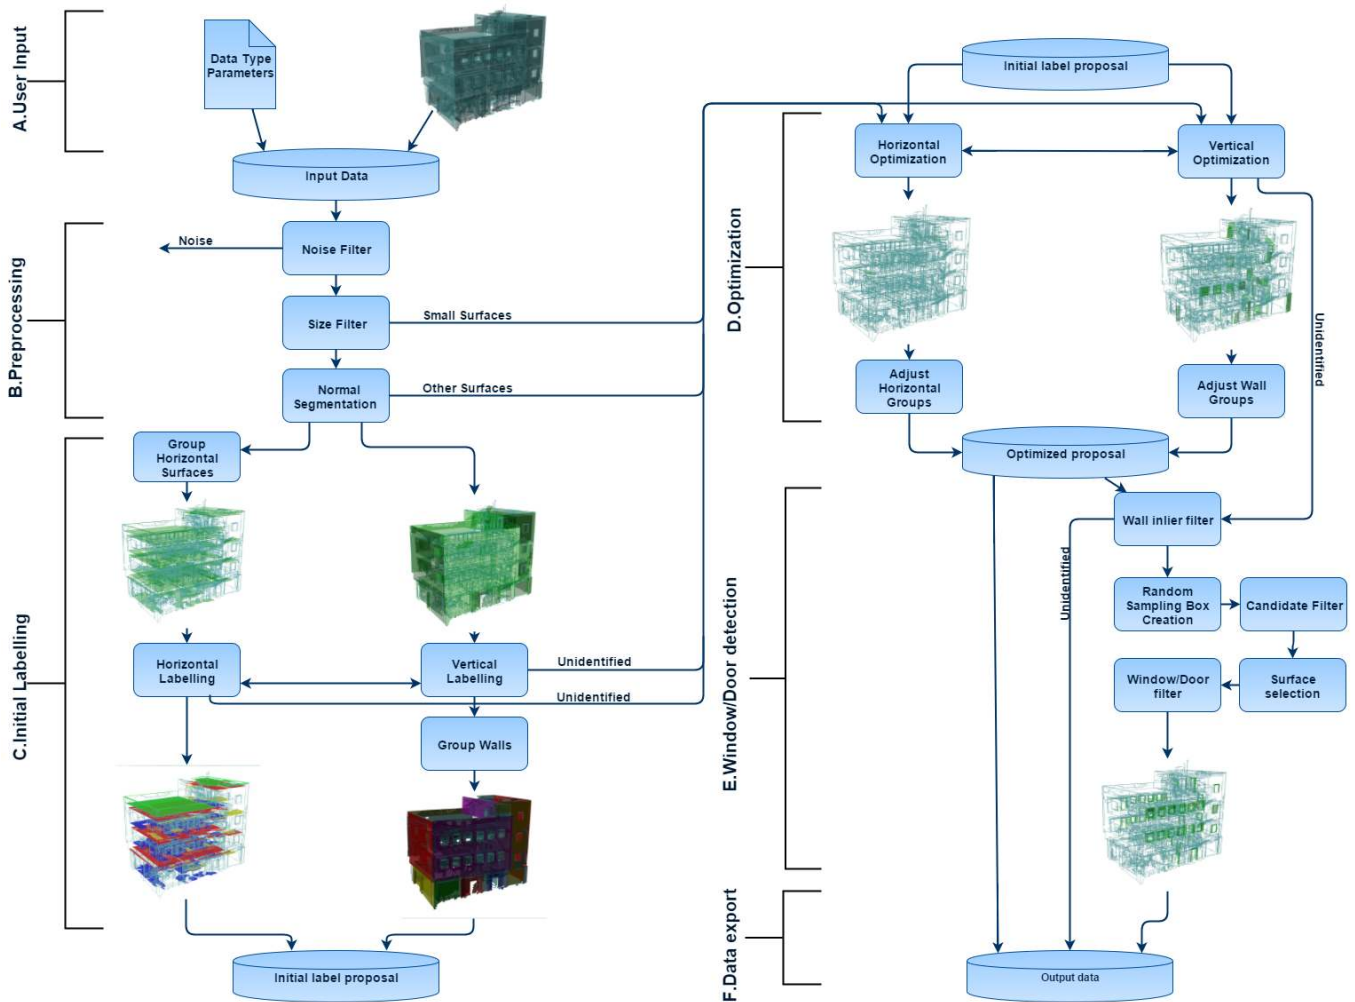 A.User Input
Data Type
Parameters
Input Data
B.Preprocessing
Noise
Noise Filter
Size Filter
Small Surfaces
Normal
Segmentation
Other Surfaces
C.Initial Labelling
Group
Horizontal
Surfaces
Horizontal
Labelling
Vertical
Labelling
Unidentified
Unidentified
Group Walls
Initial label proposal
Initial label proposal
D.Optimization
Horizontal
Optimization
Vertical
Optimization
Unidentified
Adjust
Horizontal
Groups
Adjust Wall
Groups
Optimized proposal
E.Window/Door detection
Wall inlier filter
Unidentified
Random
Sampling Box
Creation
Candidate Filter
Window/Door
filter
Surface
selection
F.Data export
Output data